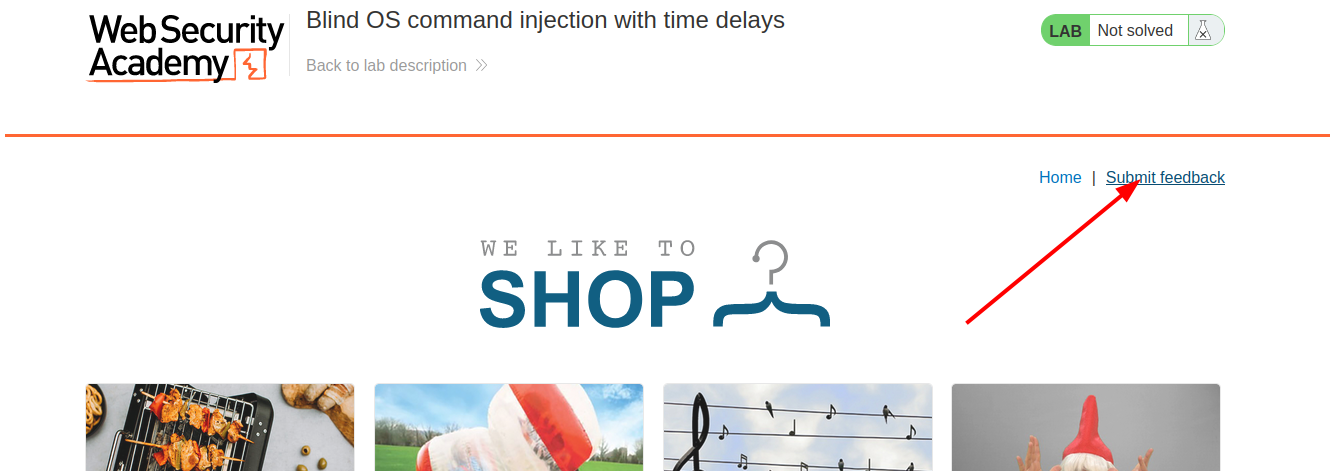 Web Security
Academy
Blind OS command injection with time delays
Back to lab description
LAB
Not solved
Home | Submit feedback
WE LIKE TO
SHOP